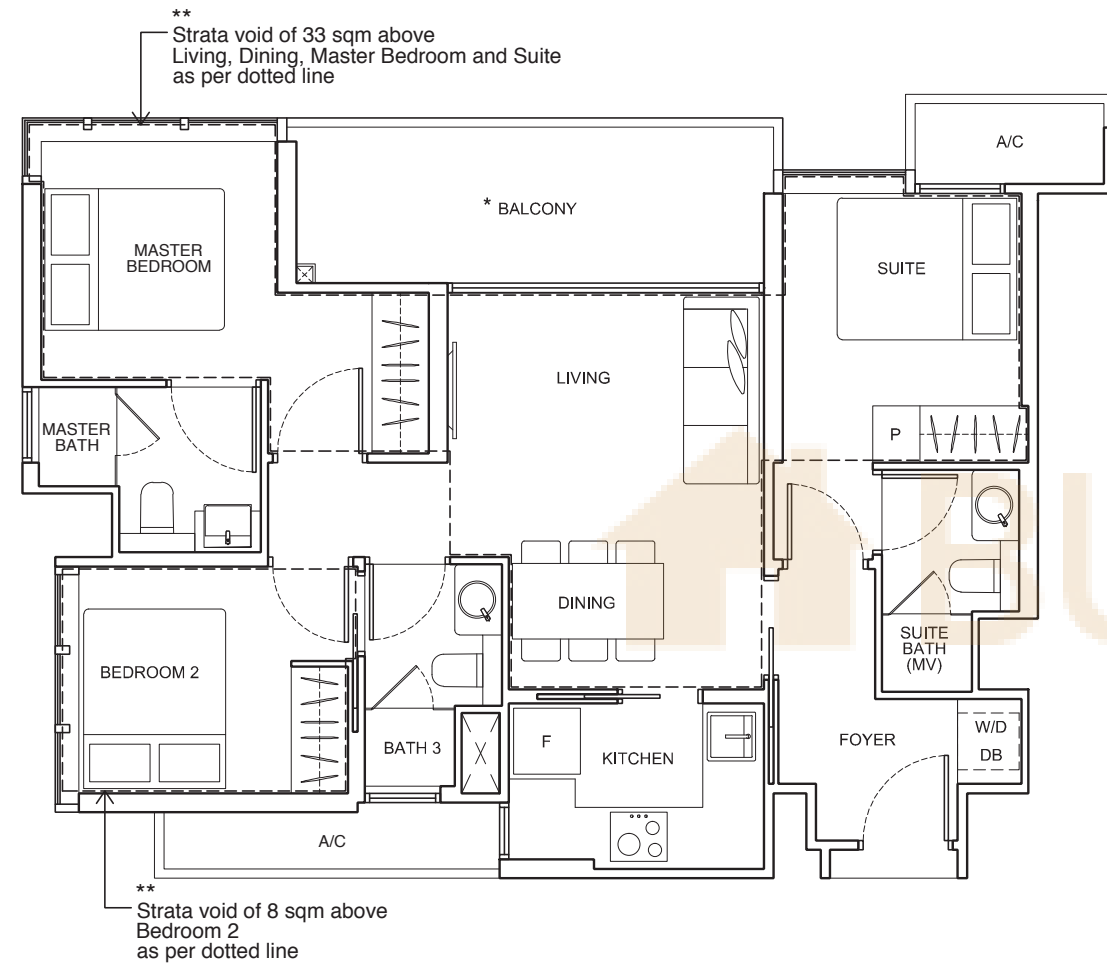 **
Strata void of 33 sqm above
Living, Dining, Master Bedroom and Suite
as per dotted line
A/C
* BALCONY
MASTER
BEDROOM
SUITE
LIVING
MASTER
BATH
P
DINING
SUITE
BATH
(MV)
BEDROOM 2
BATH 3
F
KITCHEN
FOYER
W/D
DB
A/C
**
Strata void of 8 sqm above
Bedroom 2
as per dotted line